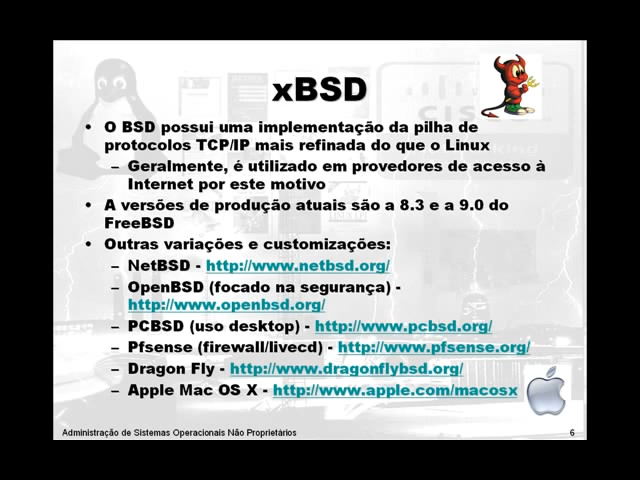 xBSD
• O BSD possui uma implementação da pilha de
protocolos TCP/IP mais refinada do que o Linux
– Geralmente, é utilizado em provedores de acesso à
Internet por este motivo
• A versões de produção atuais são a 8.3 e a 9.0 do
FreeBSD
• Outras variações e customizações:
– NetBSD - http://www.netbsd.org/
– OpenBSD (focado na segurança) -
http://www.openbsd.org/
– PCBSD (uso desktop) - http://www.pcbsd.org/
– Pfsense (firewall/livecd) - http://www.pfsense.org/
– Dragon Fly - http://www.dragonflybsd.org/
– Apple Mac OS X - http://www.apple.com/macosx
Administração de Sistemas Operacionais Não Proprietários 6